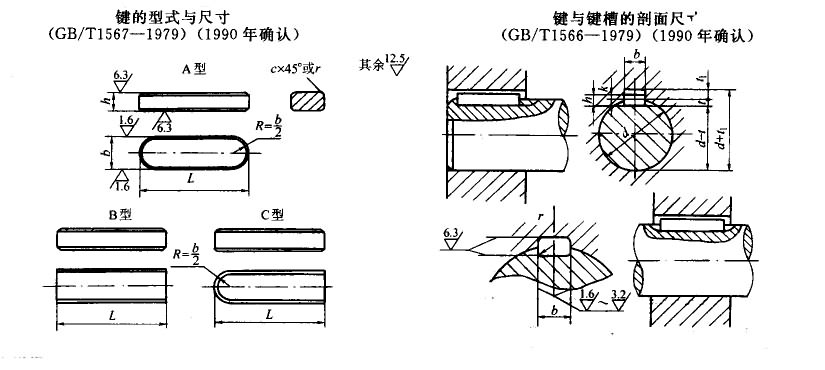 键的型式与尺寸
(GB/T1567—1979) (1990年确认)
A型
c×45°或r
其余12.5
6.3
h
6.3
1.6
R=b/2
b
1.6
L
B型
C型
R=b/2
L
L
键与键槽的剖面尺寸
(GB/T1566—1979) (1990年确认)
b
t₁
k
h
t
d
d-t
d+t₁
r
6.3
1.6~3.2
b